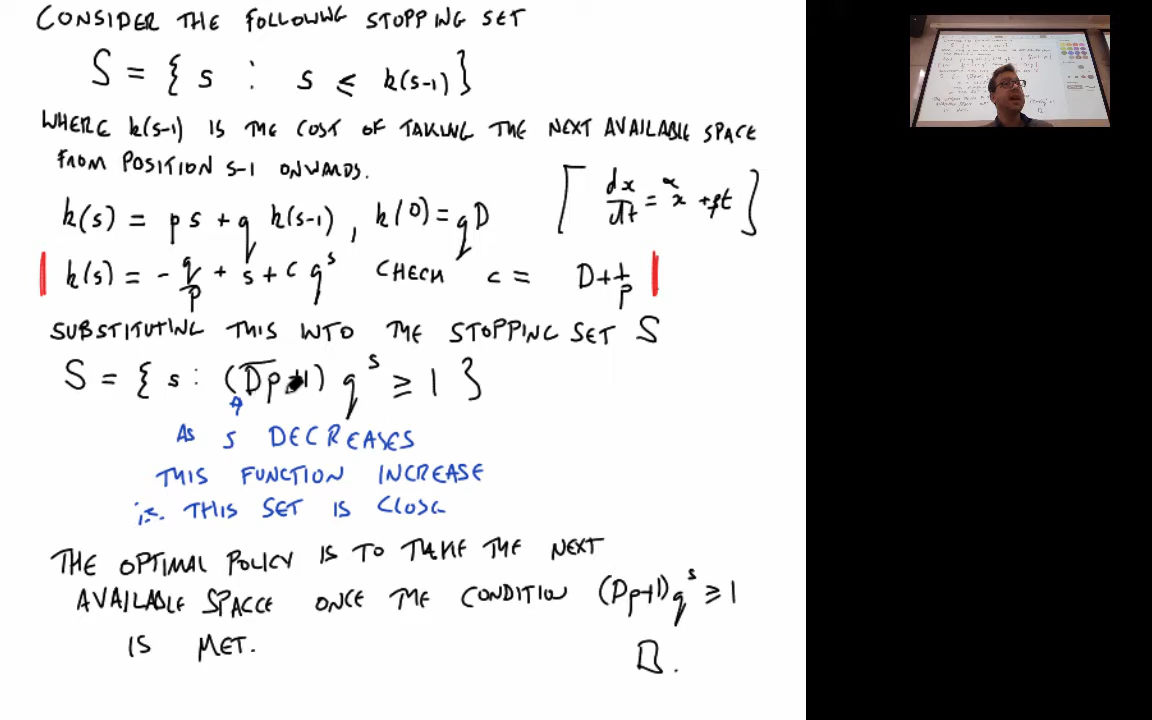 CONSIDER THE FOLLOWING STOPPING SET
S = { s : s ≤ k(s-1) }
WHERE k(s-1) IS THE COST OF TAKING THE NEXT AVAILABLE SPACE
FROM POSITION S-1 ONWARDS.
k(s) = ps + q k(s-1), k(0) = qD
[ dx/dt = αx + βt ]
k(s) = - q/p + s + c q^s CHECK c = D + 1/p
SUBSTITUTING THIS INTO THE STOPPING SET S
S = { s : (Dp+1) q^s ≥ 1 }
AS S DECREASES
THIS FUNCTION INCREASE
i.e. THIS SET IS CLOSE
THE OPTIMAL POLICY IS TO TAKE THE NEXT
AVAILABLE SPACCE ONCE THE CONDITION (Dp+1) q^s ≥ 1
IS MET.